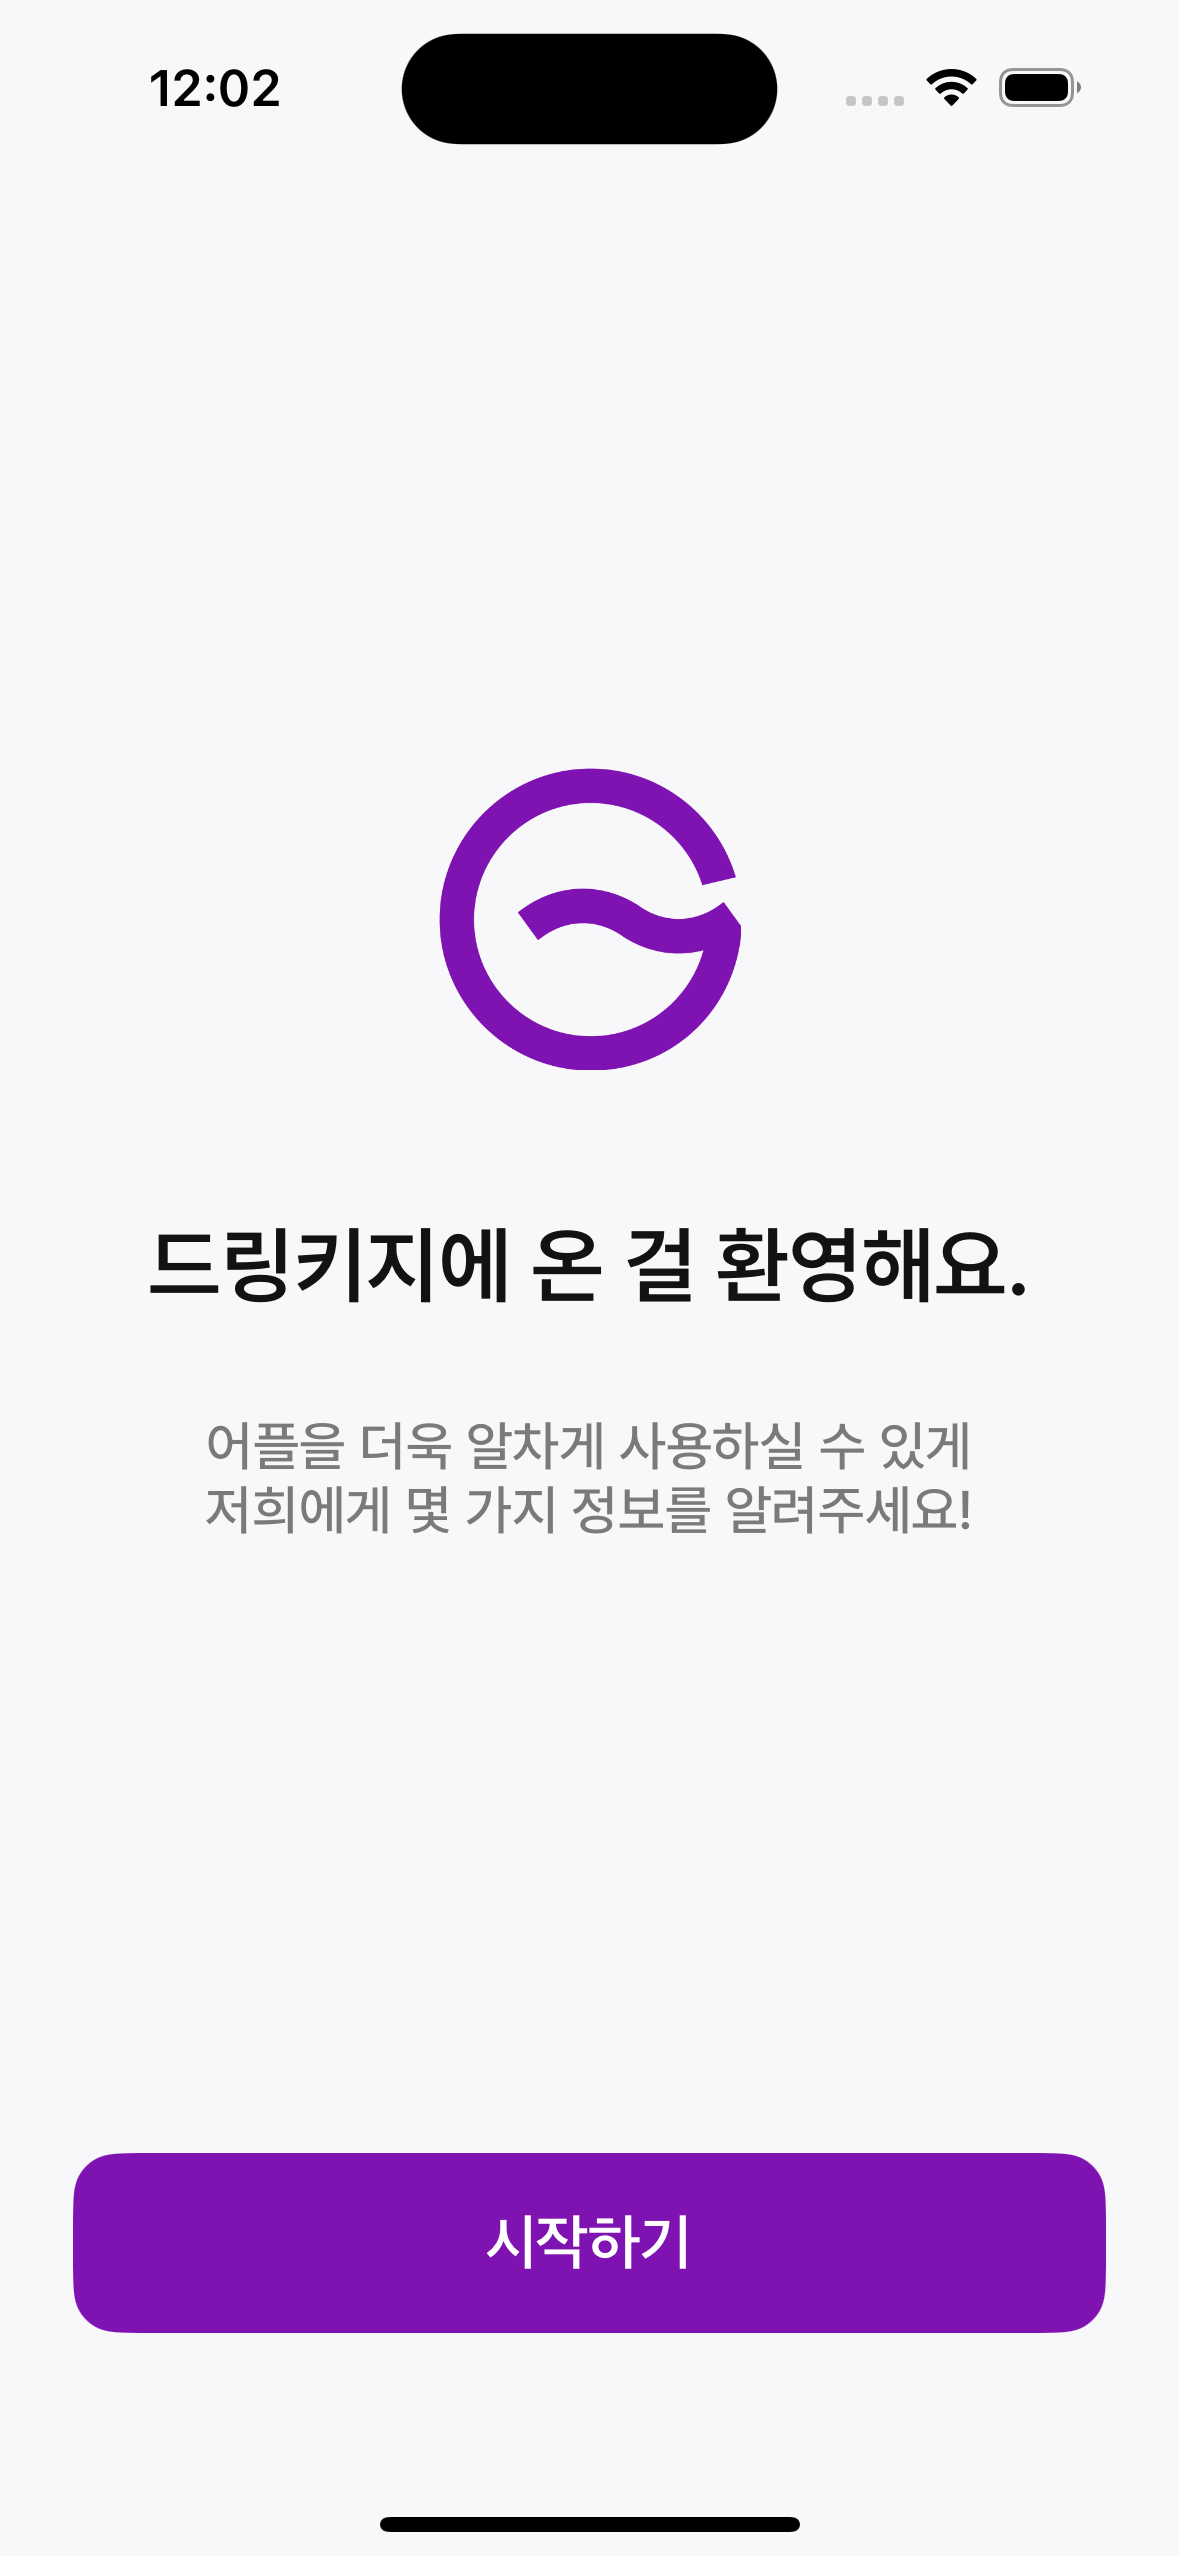 12:02
드링키지에 온 걸 환영해요.
어플을 더욱 알차게 사용하실 수 있게
저희에게 몇 가지 정보를 알려주세요!
시작하기